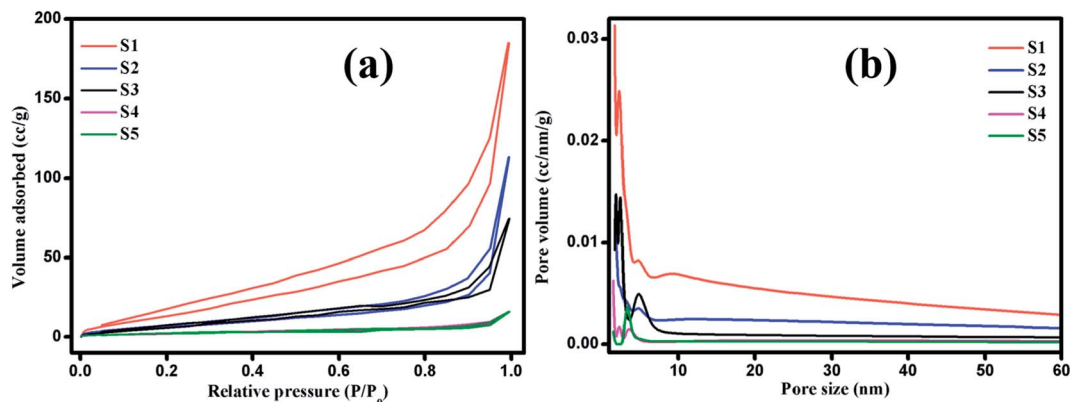 200
150
100
50
0
Volume adsorbed (cc/g)
S1
S2
S3
S4
S5
(a)
0.0 0.2 0.4 0.6 0.8 1.0
Relative pressure (P/Po)
0.03
0.02
0.01
0.00
Pore volume (cc/nm/g)
(b)
S1
S2
S3
S4
S5
10 20 30 40 50 60
Pore size (nm)